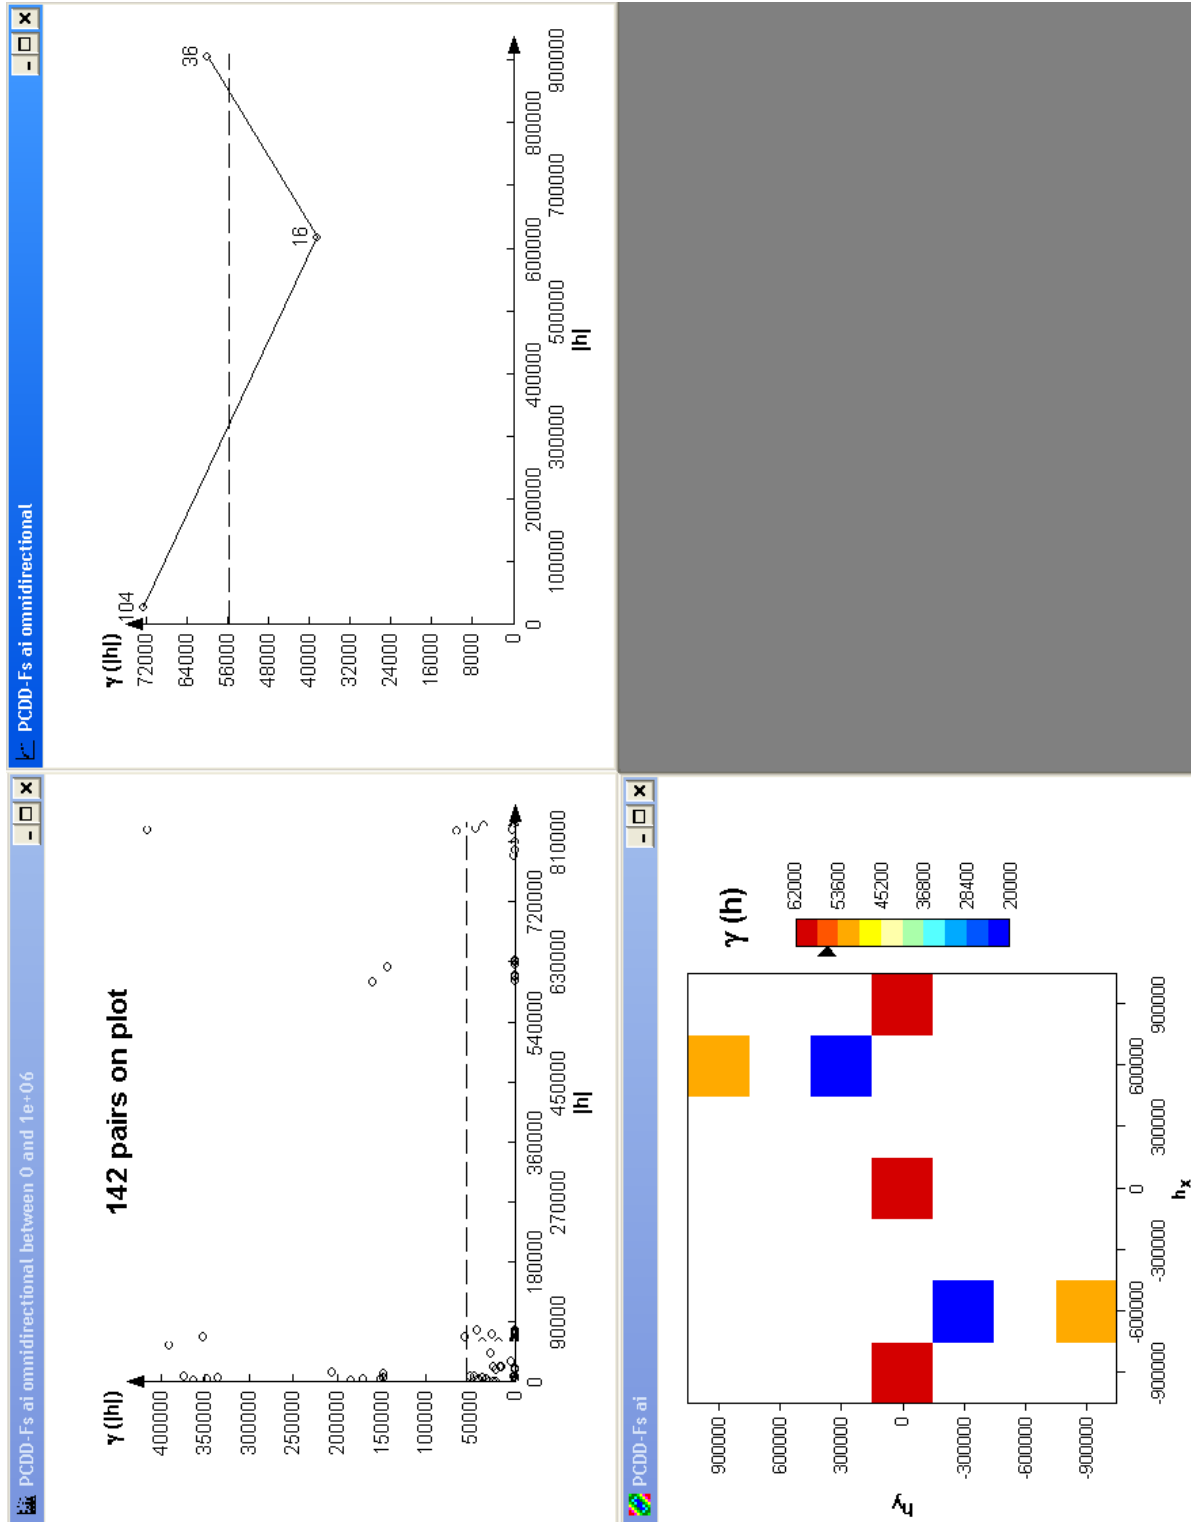 PCDD-Fs ai omnidirectional between 0 and 1e+06
142 pairs on plot
γ (|h|)
400000
350000
300000
250000
200000
150000
100000
50000
0
0 90000 180000 270000 360000 450000 540000 630000 720000 810000
|h|
PCDD-Fs ai omnidirectional
γ (|h|)
72000
64000
56000
48000
40000
32000
24000
16000
8000
0
104
16
36
0 100000 200000 300000 400000 500000 600000 700000 800000 900000
|h|
PCDD-Fs ai
hy
900000
600000
300000
0
-300000
-600000
-900000
-900000 -600000 -300000 0 300000 600000 900000
hx
γ (h)
62000
53600
45200
36800
28400
20000